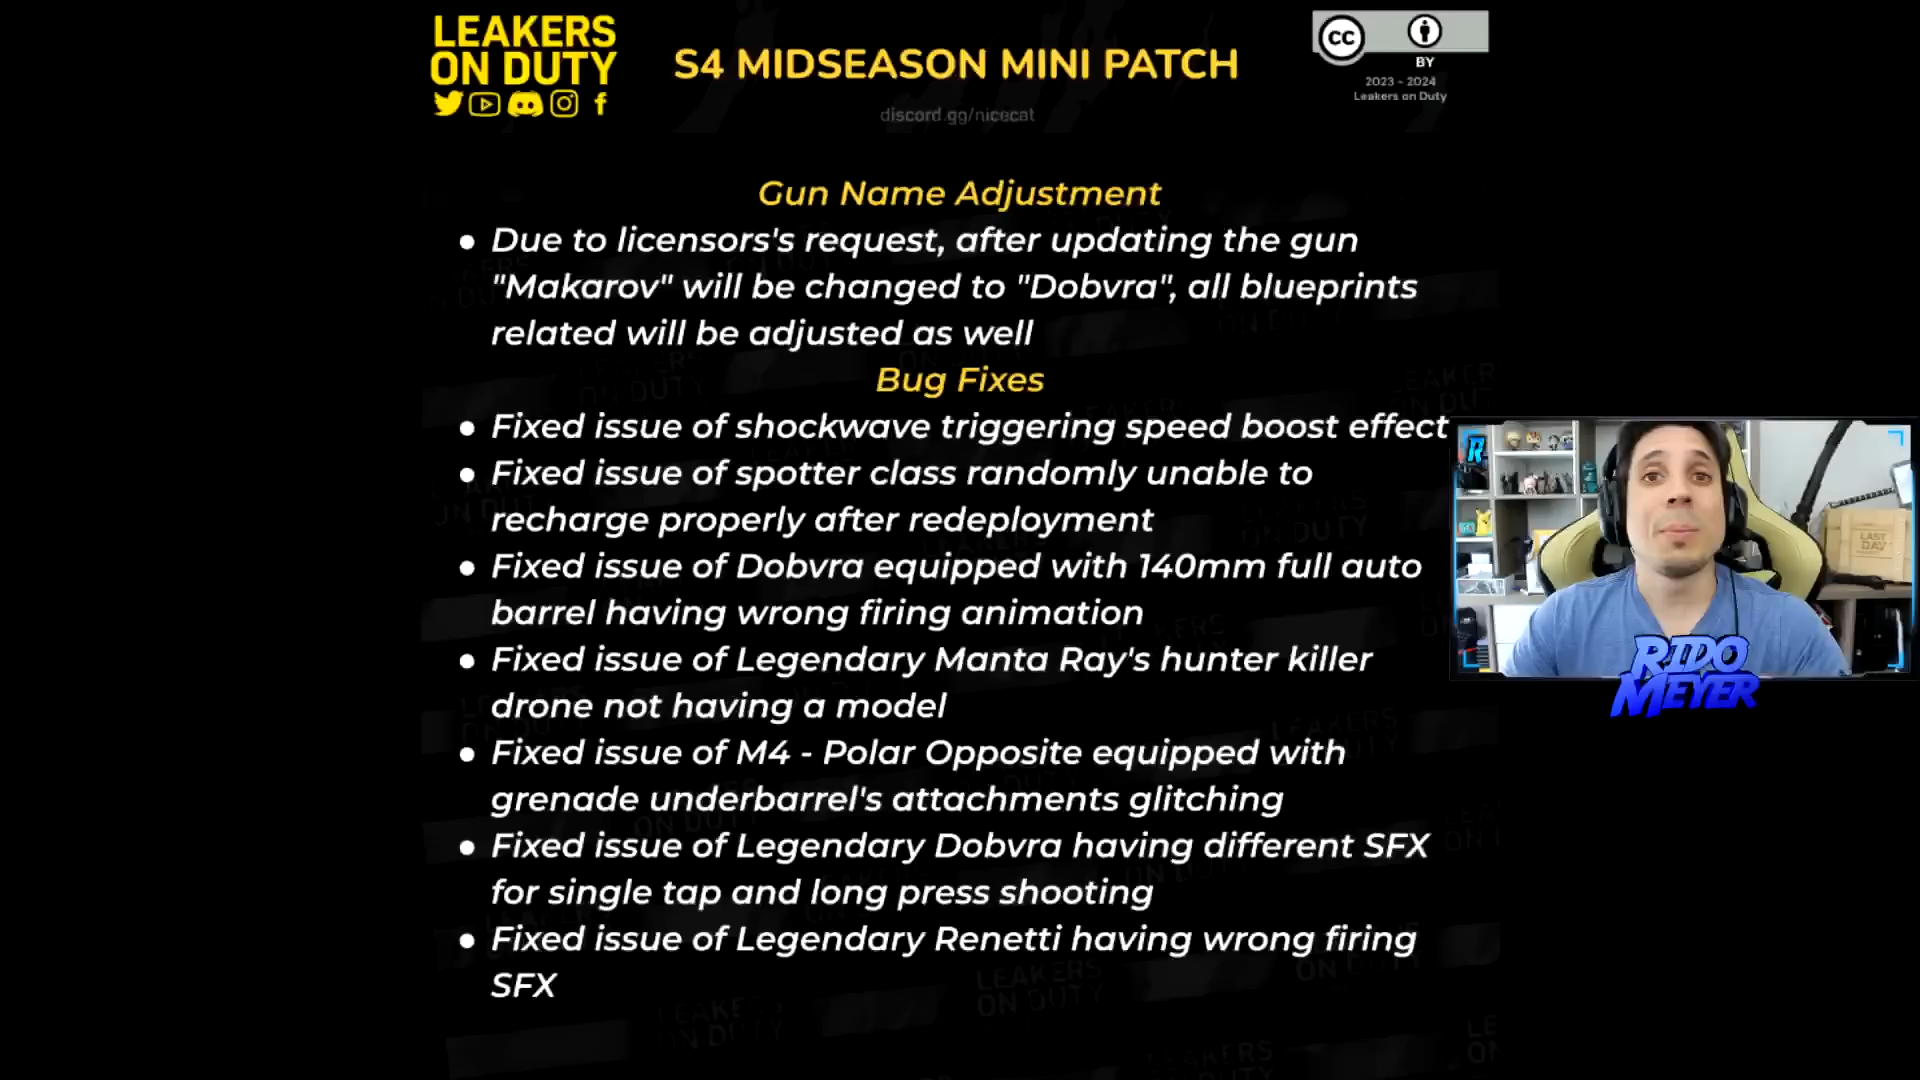 LEAKERS
ON DUTY
f
S4 MIDSEASON MINI PATCH
discord.gg/nicecat
CC
BY
2023 - 2024
Leakers on Duty
Gun Name Adjustment
● Due to licensors's request, after updating the gun
"Makarov" will be changed to "Dobvra", all blueprints
related will be adjusted as well
Bug Fixes
● Fixed issue of shockwave triggering speed boost effect
● Fixed issue of spotter class randomly unable to
recharge properly after redeployment
● Fixed issue of Dobvra equipped with 140mm full auto
barrel having wrong firing animation
● Fixed issue of Legendary Manta Ray's hunter killer
drone not having a model
● Fixed issue of M4 - Polar Opposite equipped with
grenade underbarrel's attachments glitching
● Fixed issue of Legendary Dobvra having different SFX
for single tap and long press shooting
● Fixed issue of Legendary Renetti having wrong firing
SFX
R
LAST
DAY
RIDO
MEYER
LEAKERS
ON DUTY